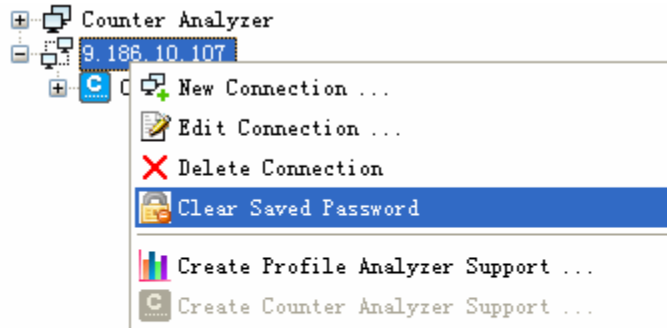 Counter Analyzer
9.186.10.107
C
New Connection ...
Edit Connection ...
Delete Connection
Clear Saved Password
Create Profile Analyzer Support ...
C Create Counter Analyzer Support ...